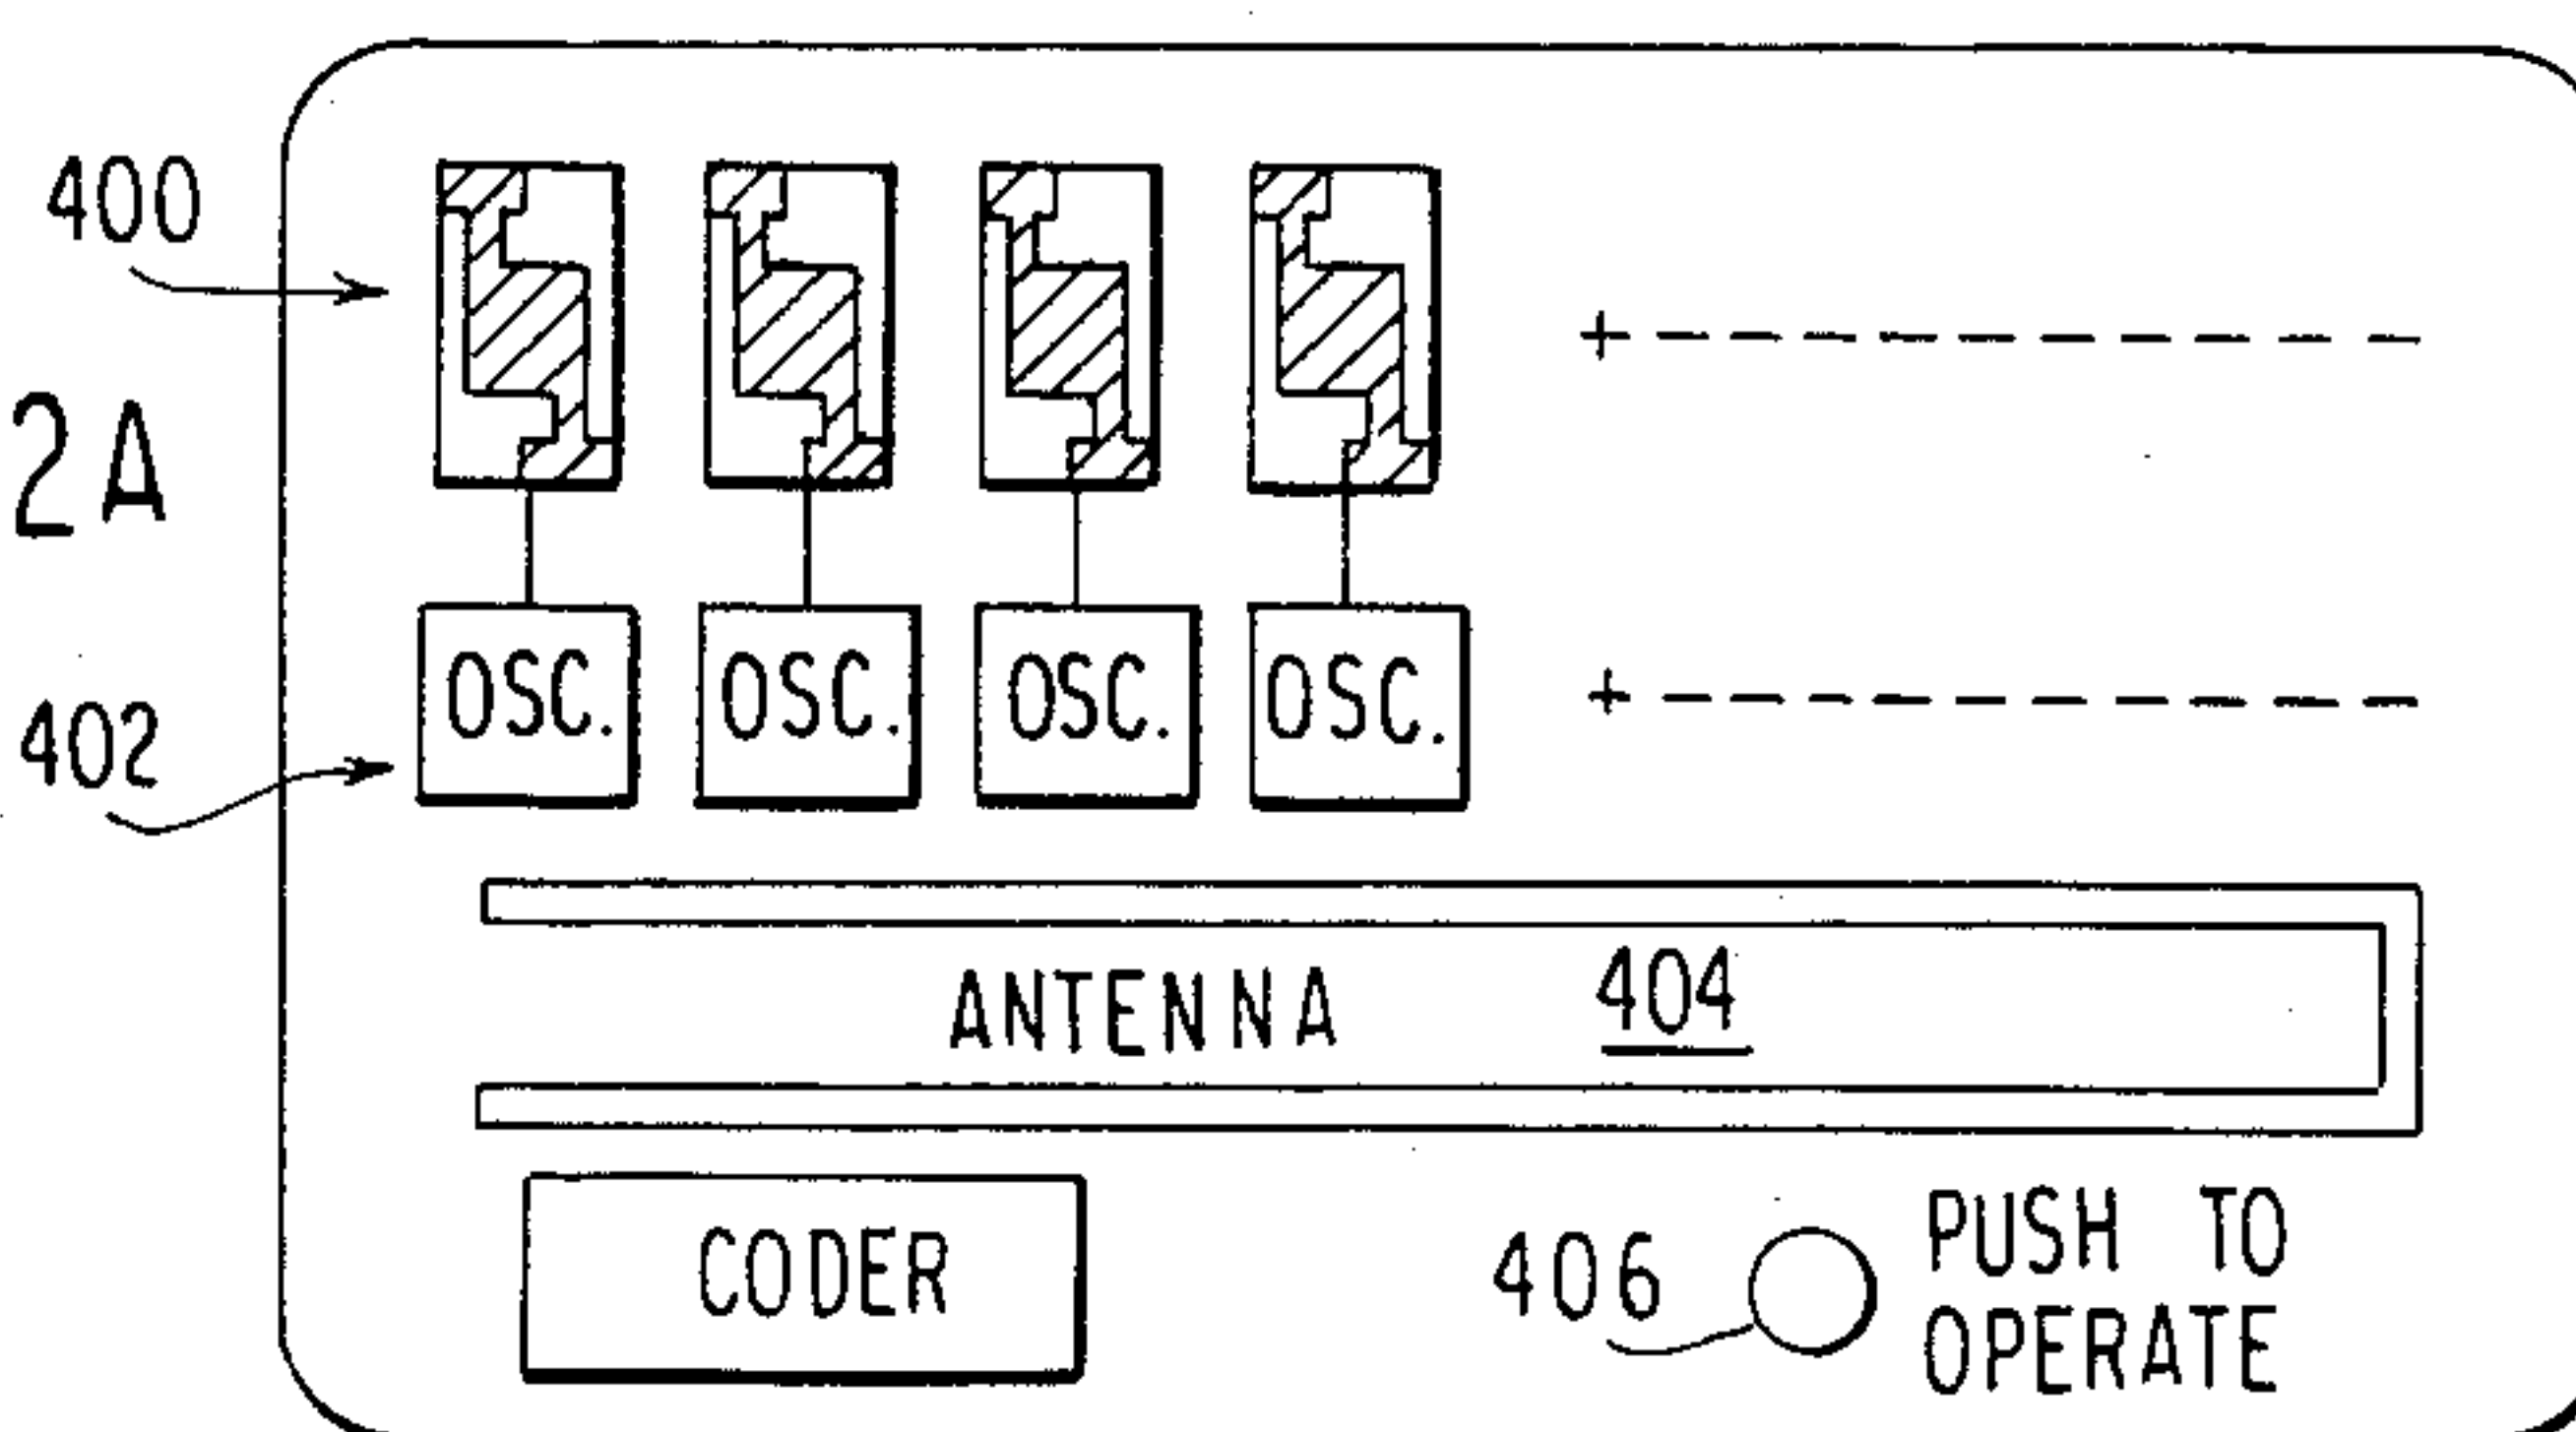 400
2A
OSC. OSC. OSC. OSC.
402
ANTENNA 404
CODER
406
PUSH TO
OPERATE